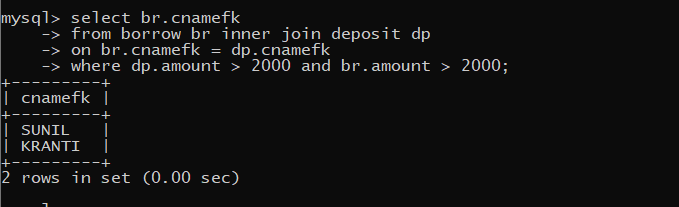 mysql> select br.cnamefk
    -> from borrow br inner join deposit dp
    -> on br.cnamefk = dp.cnamefk
    -> where dp.amount > 2000 and br.amount > 2000;
+---------+
| cnamefk |
+---------+
| SUNIL   |
| KRANTI  |
+---------+
2 rows in set (0.00 sec)